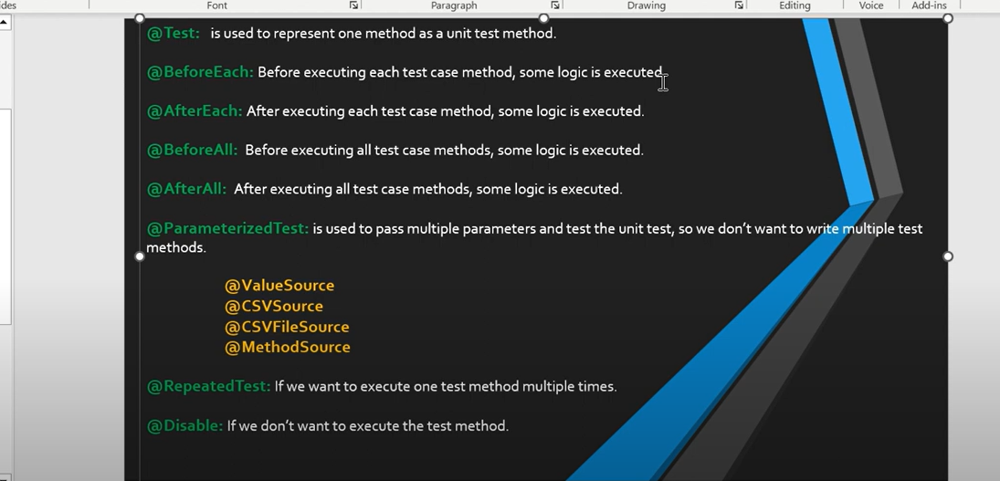 ides
Font
Paragraph
Drawing
Editing
Voice
Add-ins
@Test: is used to represent one method as a unit test method.
@BeforeEach: Before executing each test case method, some logic is executed.
@AfterEach: After executing each test case method, some logic is executed.
@BeforeAll: Before executing all test case methods, some logic is executed.
@AfterAll: After executing all test case methods, some logic is executed.
@ParameterizedTest: is used to pass multiple parameters and test the unit test, so we don’t want to write multiple test
methods.
@ValueSource
@CSVSource
@CSVFileSource
@MethodSource
@RepeatedTest: If we want to execute one test method multiple times.
@Disable: If we don’t want to execute the test method.